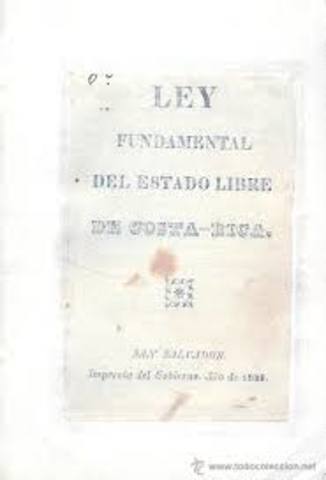 LEY
FUNDAMENTAL
DEL ESTADO LIBRE
DE COSTA-RICA.
SAN SALVADOR.
Imprenta del Gobierno. Año de
www.todocoleccion.net